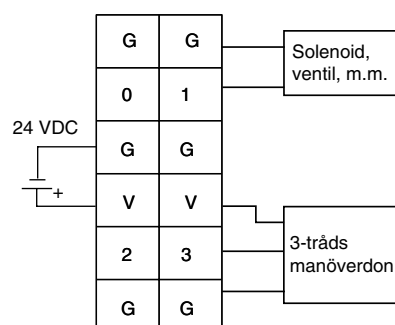 G G
Solenoid,
ventil, m.m.
0 1
24 VDC
G G
+
V V
3-tråds
manöverdon
2 3
G G